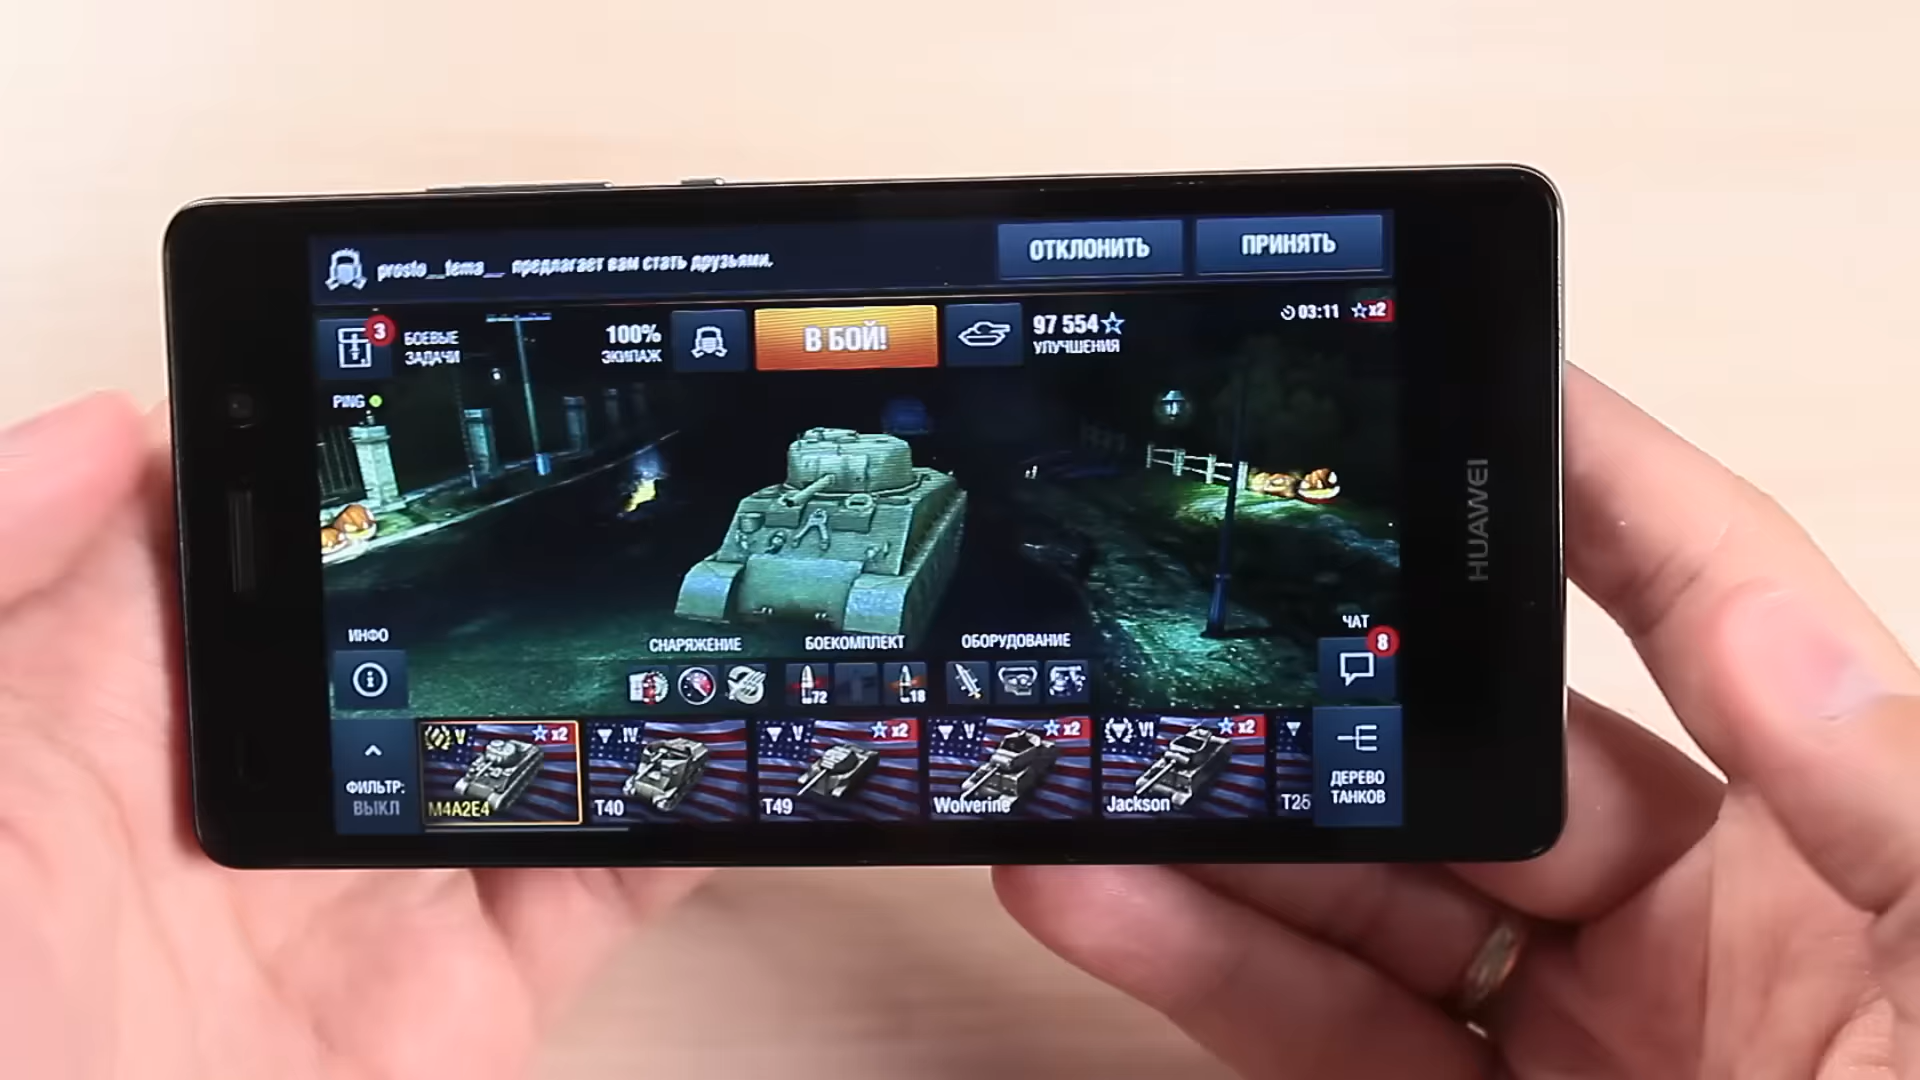 prosto__tema__ предлагает вам стать друзьями.
ОТКЛОНИТЬ
ПРИНЯТЬ
3
БОЕВЫЕ
ЗАДАЧИ
100%
ЭКИПАЖ
В БОЙ!
97 554
УЛУЧШЕНИЯ
03:11
x2
PING
HUAWEI
ИНФО
СНАРЯЖЕНИЕ
БОЕКОМПЛЕКТ
ОБОРУДОВАНИЕ
ЧАТ
8
72
18
ФИЛЬТР:
ВЫКЛ
V
x2
M4A2E4
IV
T40
V
x2
T49
V
x2
Wolverine
VI
x2
Jackson
T25
ДЕРЕВО
ТАНКОВ